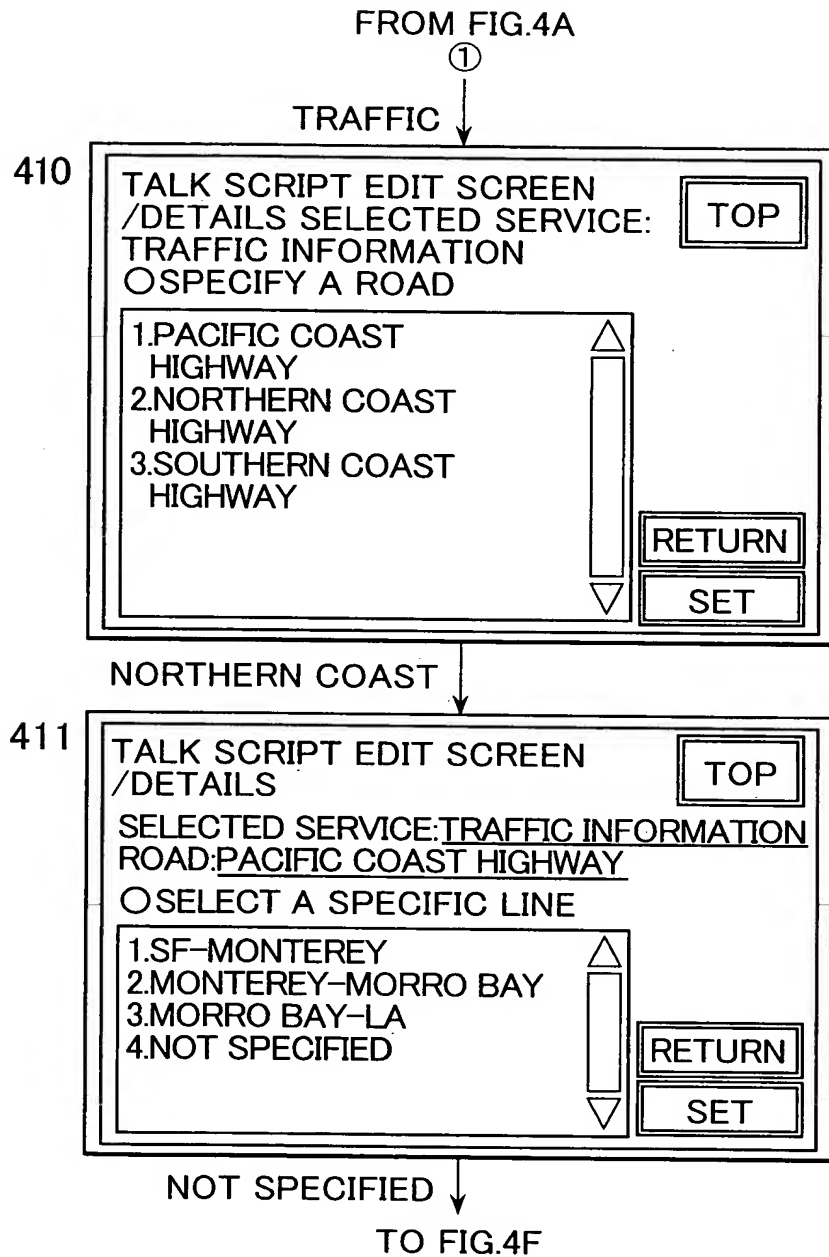 FROM FIG.4A
①
TRAFFIC
410
TALK SCRIPT EDIT SCREEN
/DETAILS SELECTED SERVICE:
TRAFFIC INFORMATION
○SPECIFY A ROAD
TOP
1.PACIFIC COAST
HIGHWAY
2.NORTHERN COAST
HIGHWAY
3.SOUTHERN COAST
HIGHWAY
RETURN
SET
NORTHERN COAST
411
TALK SCRIPT EDIT SCREEN
/DETAILS
TOP
SELECTED SERVICE:TRAFFIC INFORMATION
ROAD:PACIFIC COAST HIGHWAY
○SELECT A SPECIFIC LINE
1.SF-MONTEREY
2.MONTEREY-MORRO BAY
3.MORRO BAY-LA
4.NOT SPECIFIED
RETURN
SET
NOT SPECIFIED
TO FIG.4F